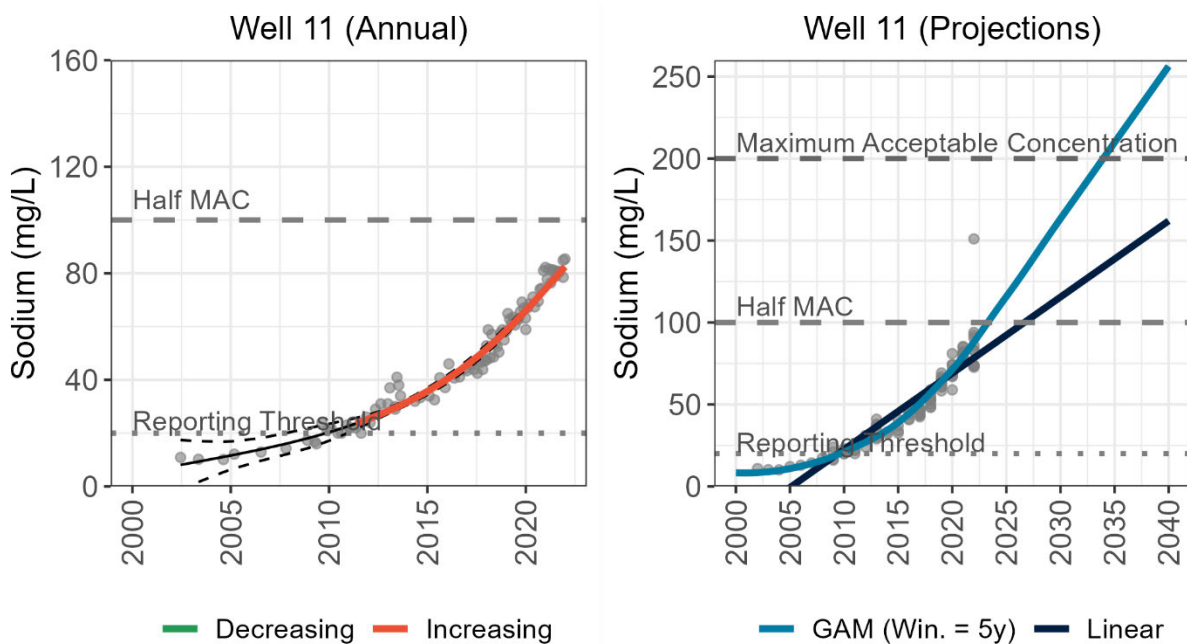 Well 11 (Annual)
Sodium (mg/L)
160
120
80
40
0
Half MAC
Reporting Threshold
2000
2005
2010
2015
2020
Decreasing
Increasing
Well 11 (Projections)
Sodium (mg/L)
250
200
150
100
50
0
Maximum Acceptable Concentration
Half MAC
Reporting Threshold
2000
2005
2010
2015
2020
2025
2030
2035
2040
GAM (Win. = 5y)
Linear